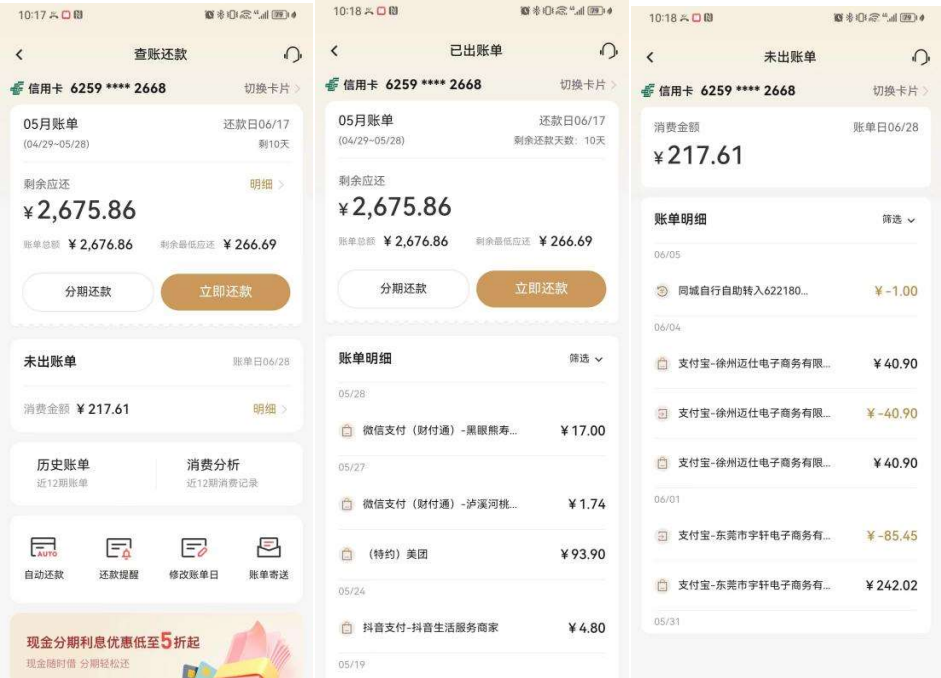 10:17
79
查账还款
信用卡 6259 **** 2668
切换卡片
05月账单
还款日06/17
(04/29~05/28)
剩10天
剩余应还
明细
¥2,675.86
账单总额 ¥2,676.86
剩余最低应还 ¥266.69
分期还款
立即还款
未出账单
账单日06/28
消费金额 ¥217.61
明细
历史账单
近12期账单
消费分析
近12期消费记录
AUTO
自动还款
还款提醒
修改账单日
账单寄送
现金分期利息优惠低至5折起
现金随时借 分期轻松还
10:18
79
已出账单
信用卡 6259 **** 2668
切换卡片
05月账单
还款日06/17
(04/29~05/28)
剩余还款天数：10天
剩余应还
¥2,675.86
账单总额 ¥2,676.86
剩余最低应还 ¥266.69
分期还款
立即还款
账单明细
筛选
05/28
微信支付（财付通）-黑眼熊寿...
¥17.00
05/27
微信支付（财付通）-泸溪河桃...
¥1.74
（特约）美团
¥93.90
05/24
抖音支付-抖音生活服务商家
¥4.80
05/19
10:18
79
未出账单
信用卡 6259 **** 2668
切换卡片
消费金额
账单日06/28
¥217.61
账单明细
筛选
06/05
同城自行自助转入622180...
¥-1.00
06/04
支付宝-徐州迈仕电子商务有限...
¥40.90
支付宝-徐州迈仕电子商务有限...
¥-40.90
支付宝-徐州迈仕电子商务有限...
¥40.90
06/01
支付宝-东莞市宇轩电子商务有...
¥-85.45
支付宝-东莞市宇轩电子商务有...
¥242.02
05/31